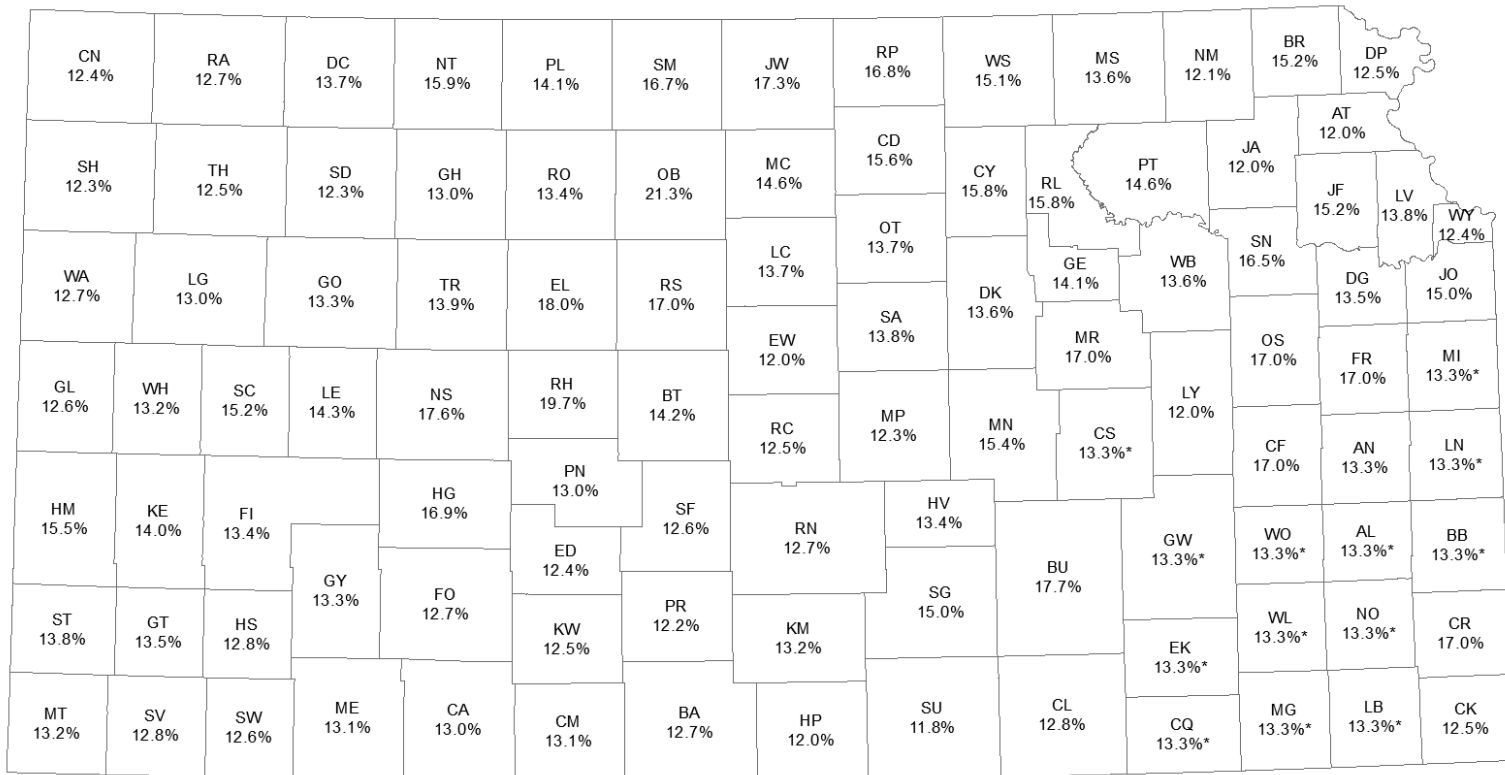 CN
12.4%
RA
12.7%
DC
13.7%
NT
15.9%
PL
14.1%
SM
16.7%
JW
17.3%
RP
16.8%
WS
15.1%
MS
13.6%
NM
12.1%
BR
15.2%
DP
12.5%
AT
12.0%
SH
12.3%
TH
12.5%
SD
12.3%
GH
13.0%
RO
13.4%
OB
21.3%
MC
14.6%
CD
15.6%
CY
15.8%
RL
15.8%
PT
14.6%
JA
12.0%
JF
15.2%
LV
13.8%
WY
12.4%
WA
12.7%
LG
13.0%
GO
13.3%
TR
13.9%
EL
18.0%
RS
17.0%
LC
13.7%
OT
13.7%
DK
13.6%
GE
14.1%
WB
13.6%
SN
16.5%
DG
13.5%
JO
15.0%
EW
12.0%
SA
13.8%
MR
17.0%
OS
17.0%
FR
17.0%
MI
13.3%*
GL
12.6%
WH
13.2%
SC
15.2%
LE
14.3%
NS
17.6%
RH
19.7%
BT
14.2%
RC
12.5%
MP
12.3%
MN
15.4%
CS
13.3%*
LY
12.0%
CF
17.0%
AN
13.3%
LN
13.3%*
HM
15.5%
KE
14.0%
FI
13.4%
HG
16.9%
PN
13.0%
SF
12.6%
RN
12.7%
HV
13.4%
BU
17.7%
GW
13.3%*
WO
13.3%*
AL
13.3%*
BB
13.3%*
GY
13.3%
FO
12.7%
ED
12.4%
PR
12.2%
SG
15.0%
ST
13.8%
GT
13.5%
HS
12.8%
KW
12.5%
KM
13.2%
EK
13.3%*
WL
13.3%*
NO
13.3%*
CR
17.0%
MT
13.2%
SV
12.8%
SW
12.6%
ME
13.1%
CA
13.0%
CM
13.1%
BA
12.7%
HP
12.0%
SU
11.8%
CL
12.8%
CQ
13.3%*
MG
13.3%*
LB
13.3%*
CK
12.5%